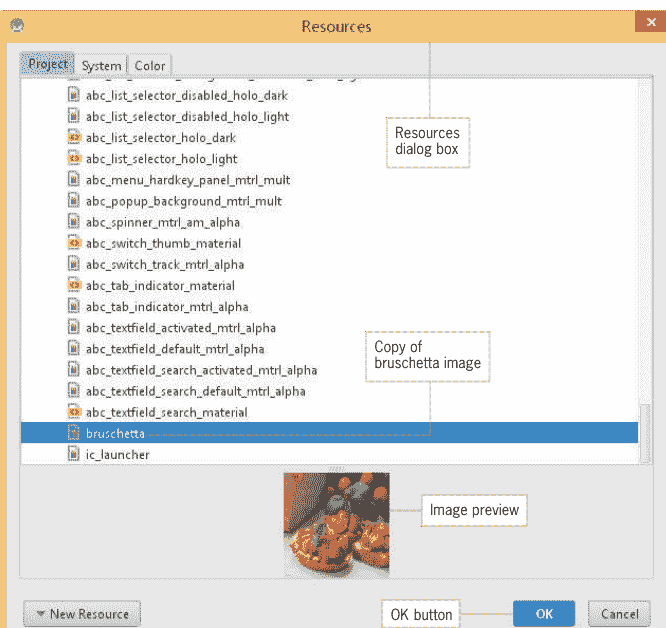 Resources
Project System Color
abc_list_selector_disabled_holo_dark
abc_list_selector_disabled_holo_light
abc_list_selector_holo_dark
abc_list_selector_holo_light
abc_menu_hardkey_panel_mtrl_mult
abc_popup_background_mtrl_mult
abc_spinner_mtrl_am_alpha
abc_switch_thumb_material
abc_switch_track_mtrl_alpha
abc_tab_indicator_material
abc_tab_indicator_mtrl_alpha
abc_textfield_activated_mtrl_alpha
abc_textfield_default_mtrl_alpha
abc_textfield_search_activated_mtrl_alpha
abc_textfield_search_default_mtrl_alpha
abc_textfield_search_material
bruschetta
ic_launcher
Resources
dialog box
Copy of
bruschetta image
Image preview
New Resource
OK button
OK
Cancel